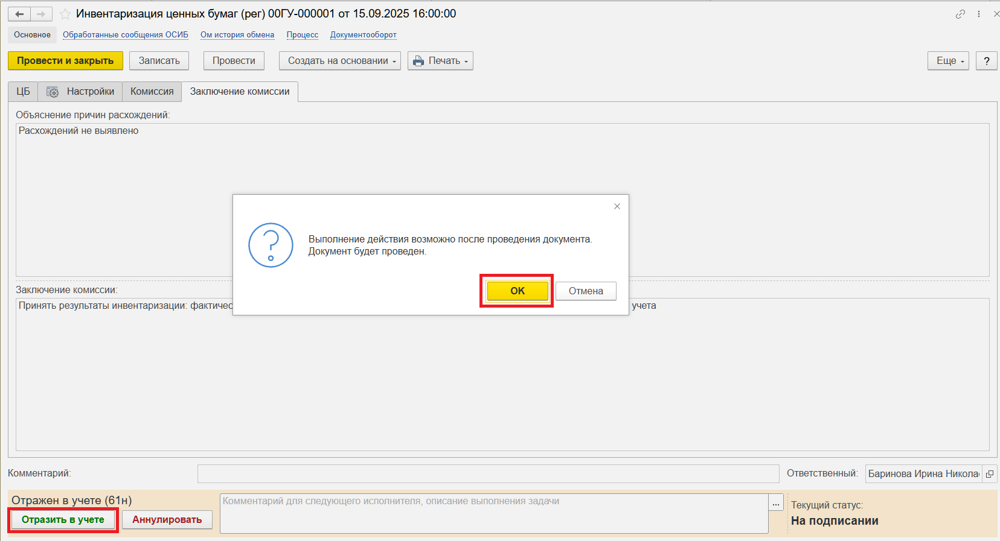 Инвентаризация ценных бумаг (рег) 00ГУ-000001 от 15.09.2025 16:00:00
Основное Обработанные сообщения ОСИБ Ом история обмена Процесс Документооборот
Провести и закрыть Записать Провести Создать на основании Печать Еще ?
ЦБ Настройки Комиссия Заключение комиссии
Объяснение причин расхождений:
Расхождений не выявлено
Выполнение действия возможно после проведения документа.
Документ будет проведен.
OK Отмена
Заключение комиссии:
Принять результаты инвентаризации: фактичес учета
Комментарий: Ответственный: Баринова Ирина Никола
Отражен в учете (61н)
Комментарий для следующего исполнителя, описание выполнения задачи ...
Отразить в учете Аннулировать
Текущий статус:
На подписании